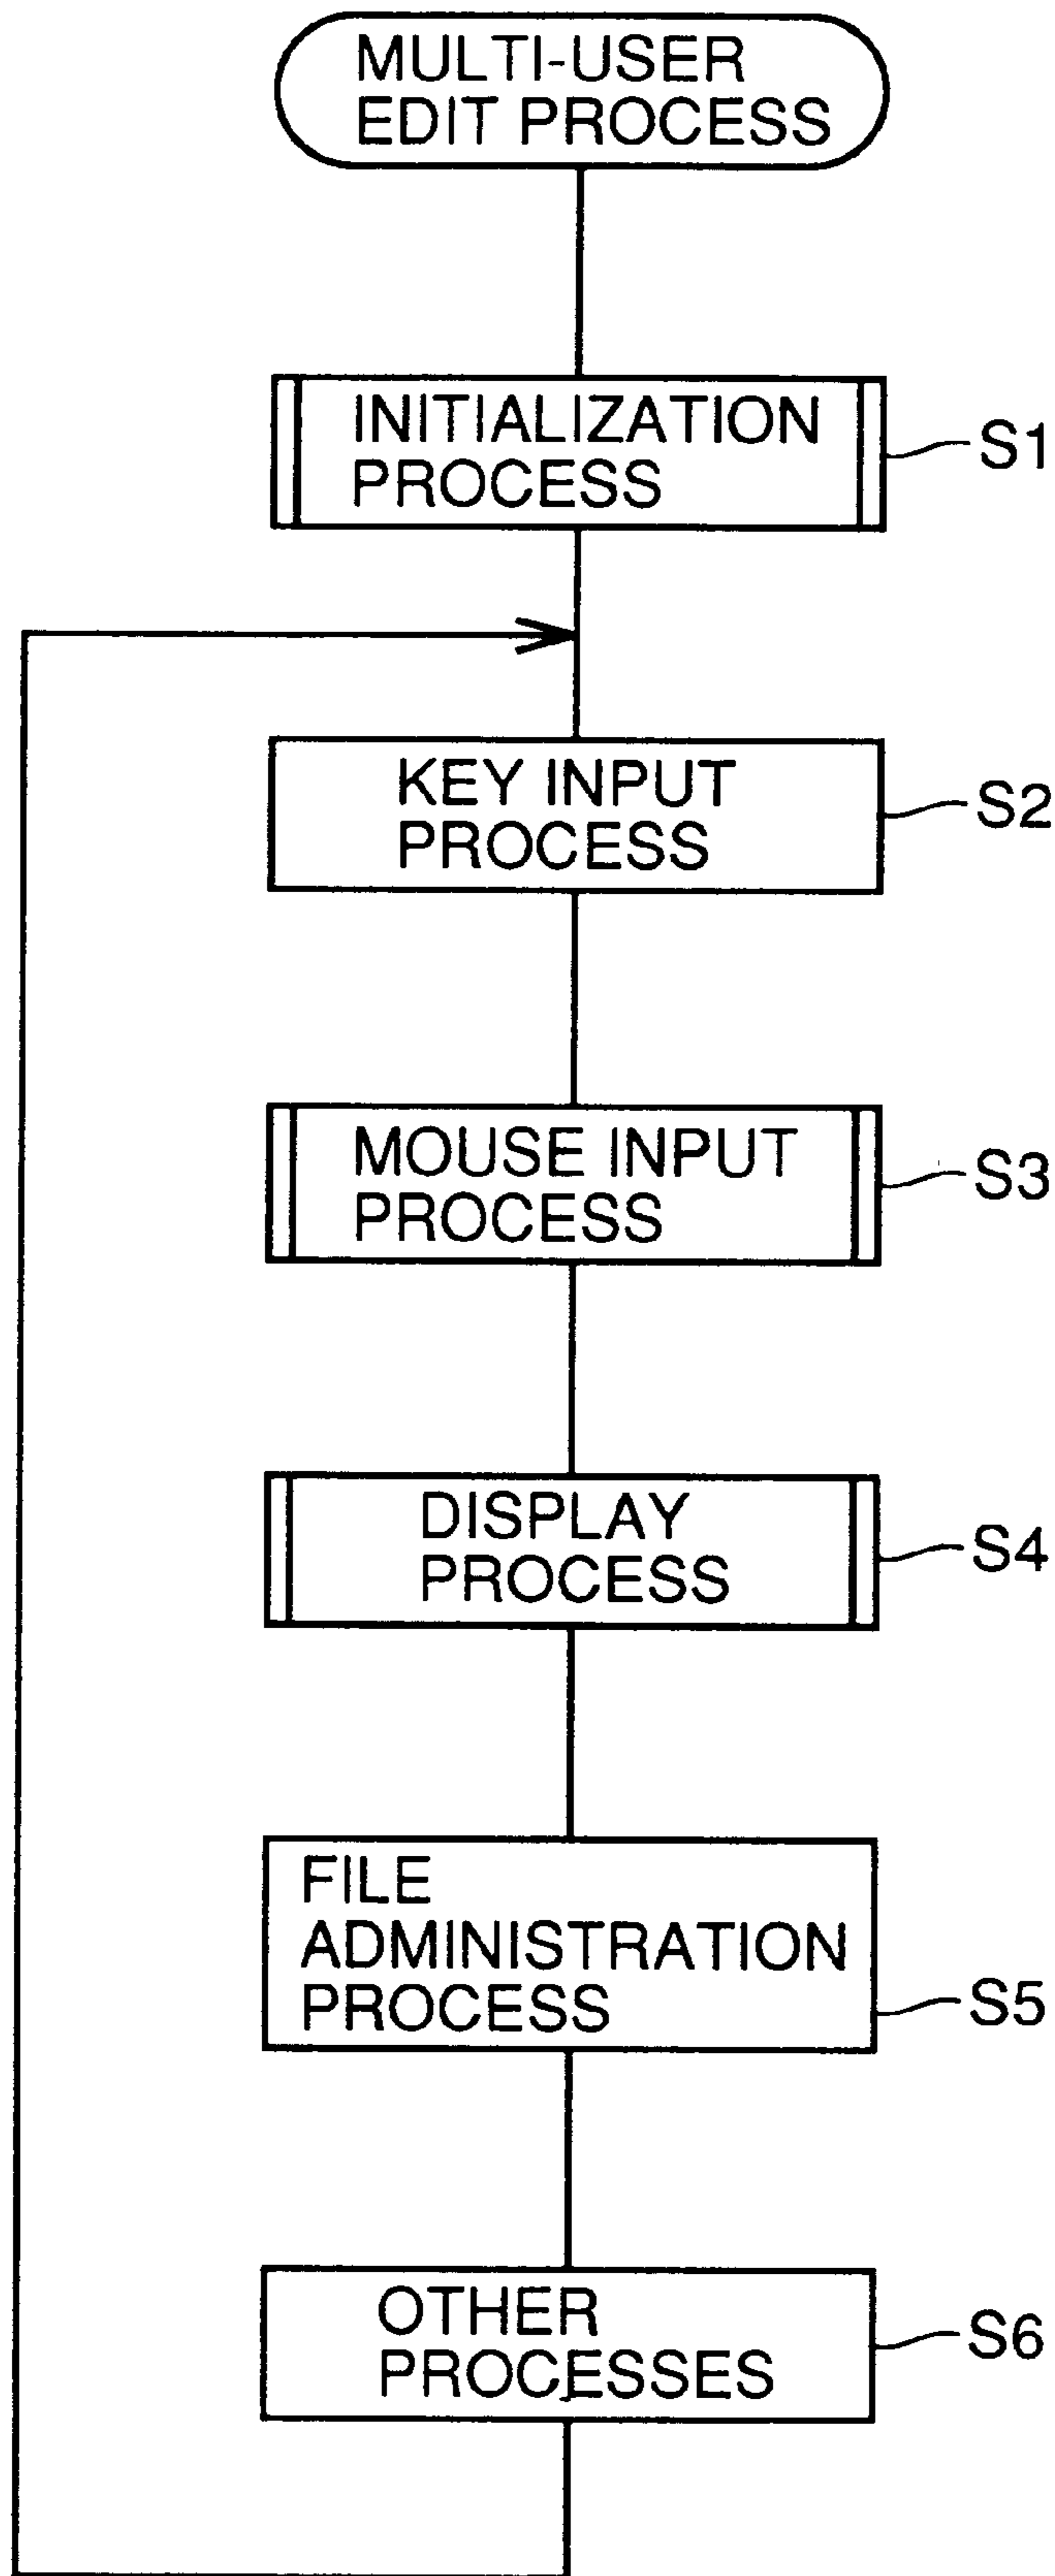 MULTI-USER
EDIT PROCESS
INITIALIZATION
PROCESS
S1
KEY INPUT
PROCESS
S2
MOUSE INPUT
PROCESS
S3
DISPLAY
PROCESS
S4
FILE
ADMINISTRATION
PROCESS
S5
OTHER
PROCESSES
S6